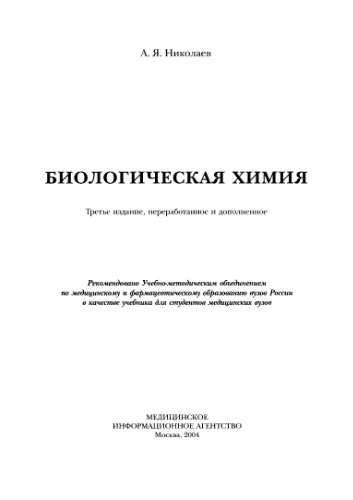 А. Я. Николаев
БИОЛОГИЧЕСКАЯ ХИМИЯ
Третье издание, переработанное и дополненное
Рекомендовано Учебно-методическим объединением
по медицинскому и фармацевтическому образованию вузов России
в качестве учебника для студентов медицинских вузов
МЕДИЦИНСКОЕ
ИНФОРМАЦИОННОЕ АГЕНТСТВО
Москва, 2004